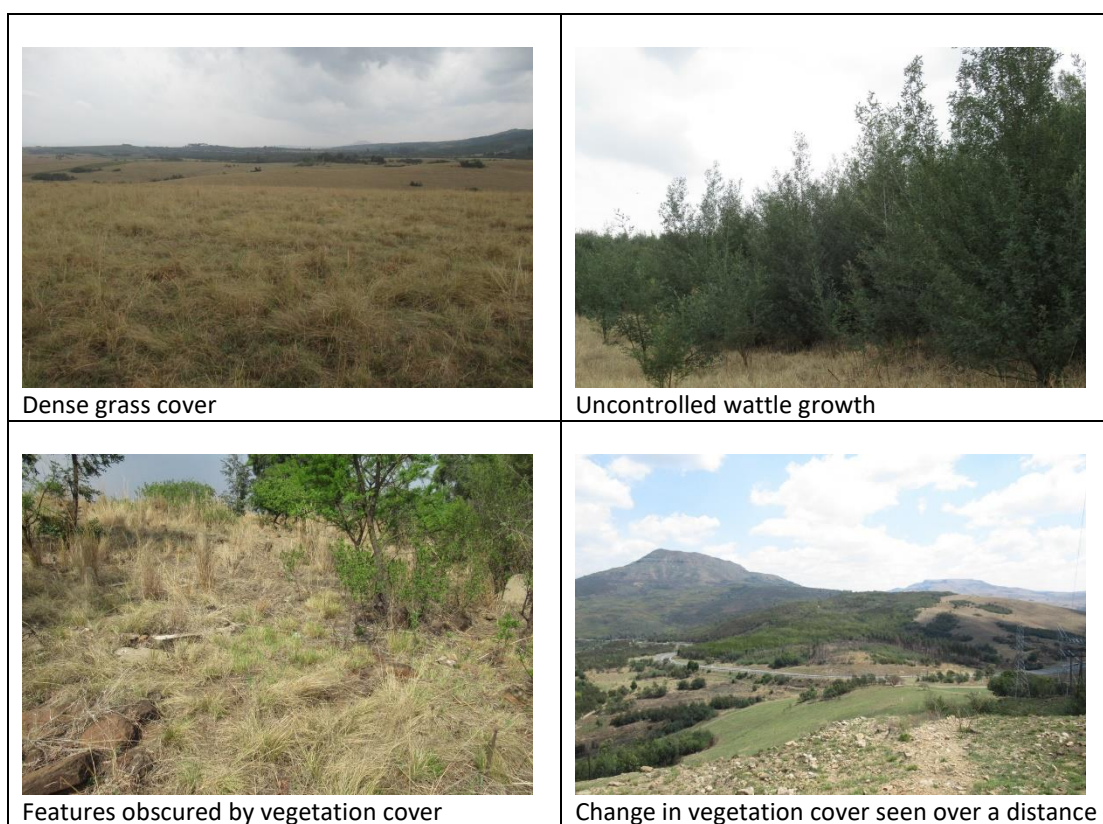 Dense grass cover
Uncontrolled wattle growth
Features obscured by vegetation cover
Change in vegetation cover seen over a distance